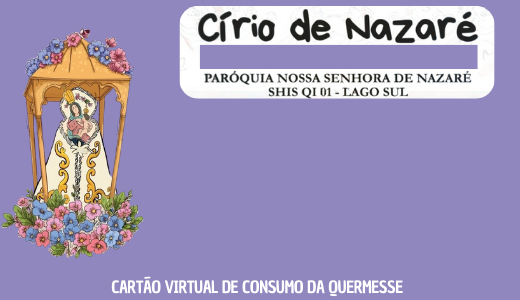 Círio de Nazaré
PARÓQUIA NOSSA SENHORA DE NAZARÉ
SHIS QI 01 - LAGO SUL
CARTÃO VIRTUAL DE CONSUMO DA QUERMESSE